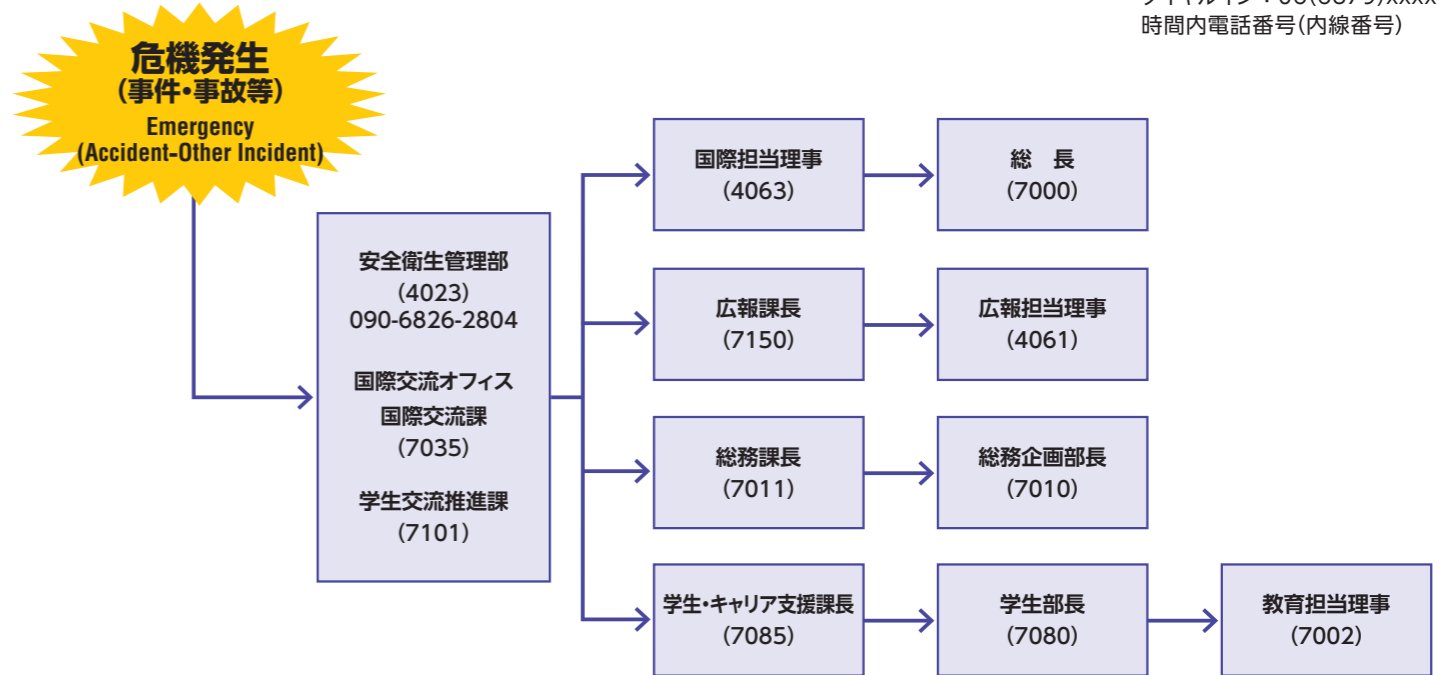 時間内電話番号(内線番号)
危機発生
(事件・事故等)
Emergency
(Accident-Other Incident)
安全衛生管理部
(4023)
090-6826-2804
国際交流オフィス
国際交流課
(7035)
学生交流推進課
(7101)
国際担当理事
(4063)
総　長
(7000)
広報課長
(7150)
広報担当理事
(4061)
総務課長
(7011)
総務企画部長
(7010)
学生・キャリア支援課長
(7085)
学生部長
(7080)
教育担当理事
(7002)